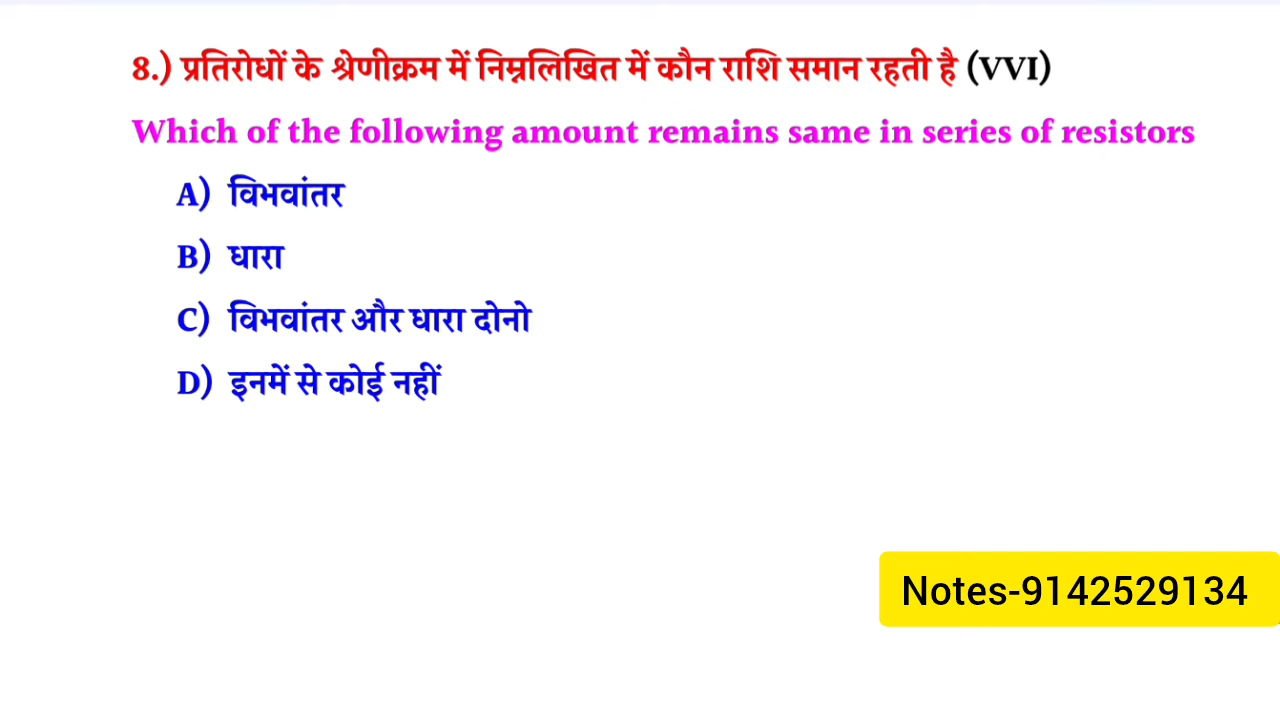 8.) प्रतिरोधों के श्रेणीक्रम में निम्नलिखित में कौन राशि समान रहती है (VVI)
Which of the following amount remains same in series of resistors
A) विभवांतर
B) धारा
C) विभवांतर और धारा दोनो
D) इनमें से कोई नहीं
Notes-9142529134